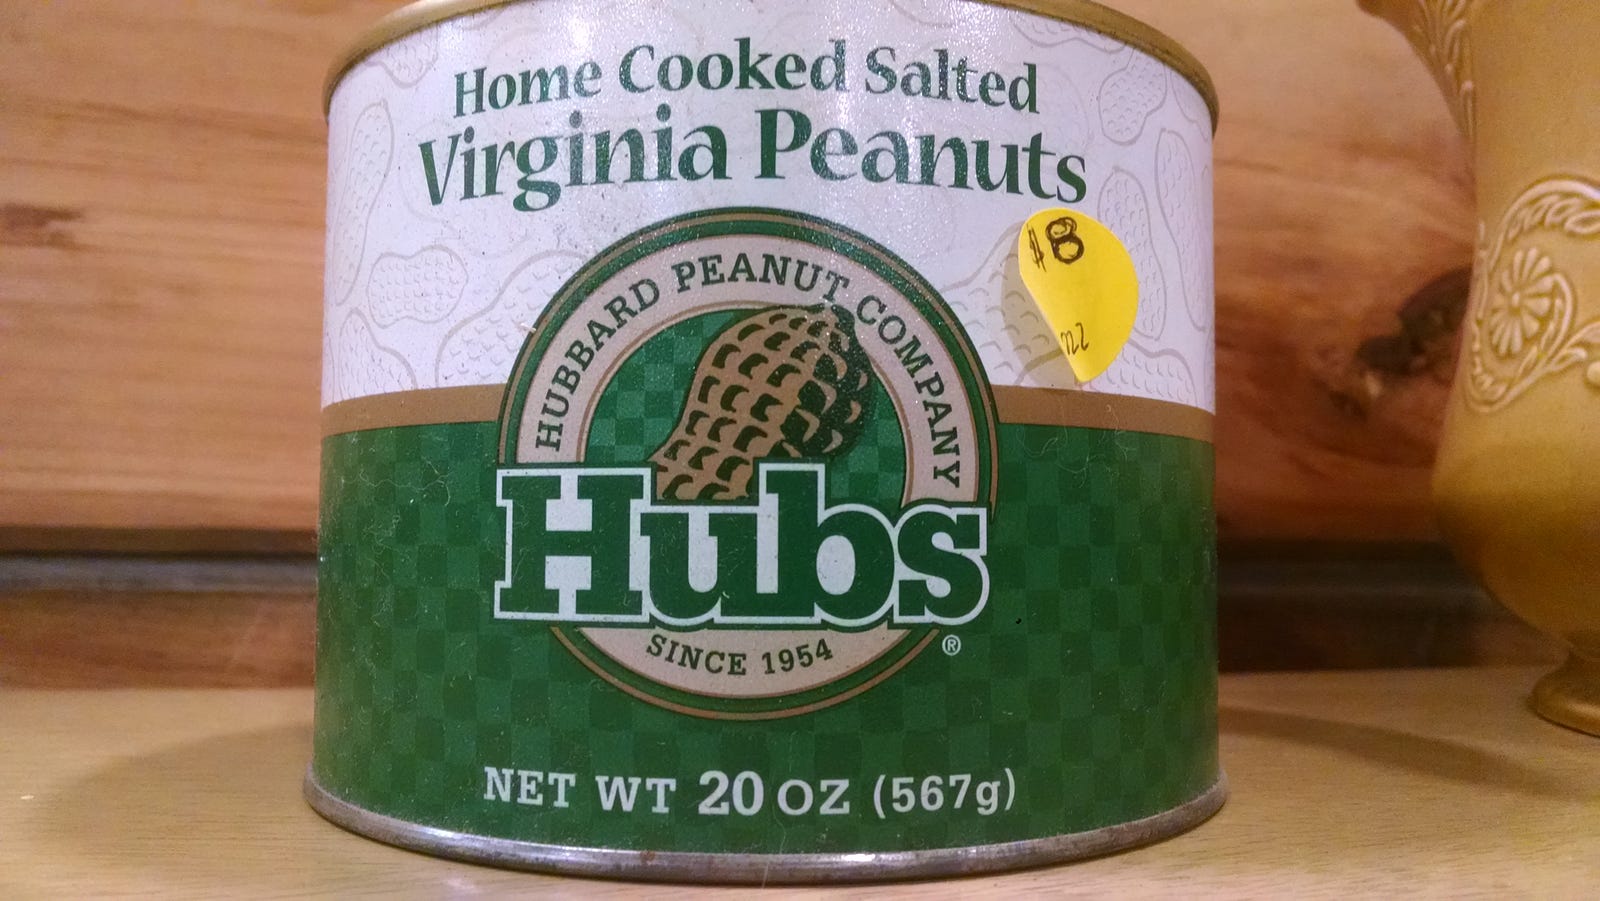 Home Cooked Salted
Virginia Peanuts
$8
HUBBARD PEANUT COMPANY
Hubs
SINCE 1954
®
NET WT 20 OZ (567g)